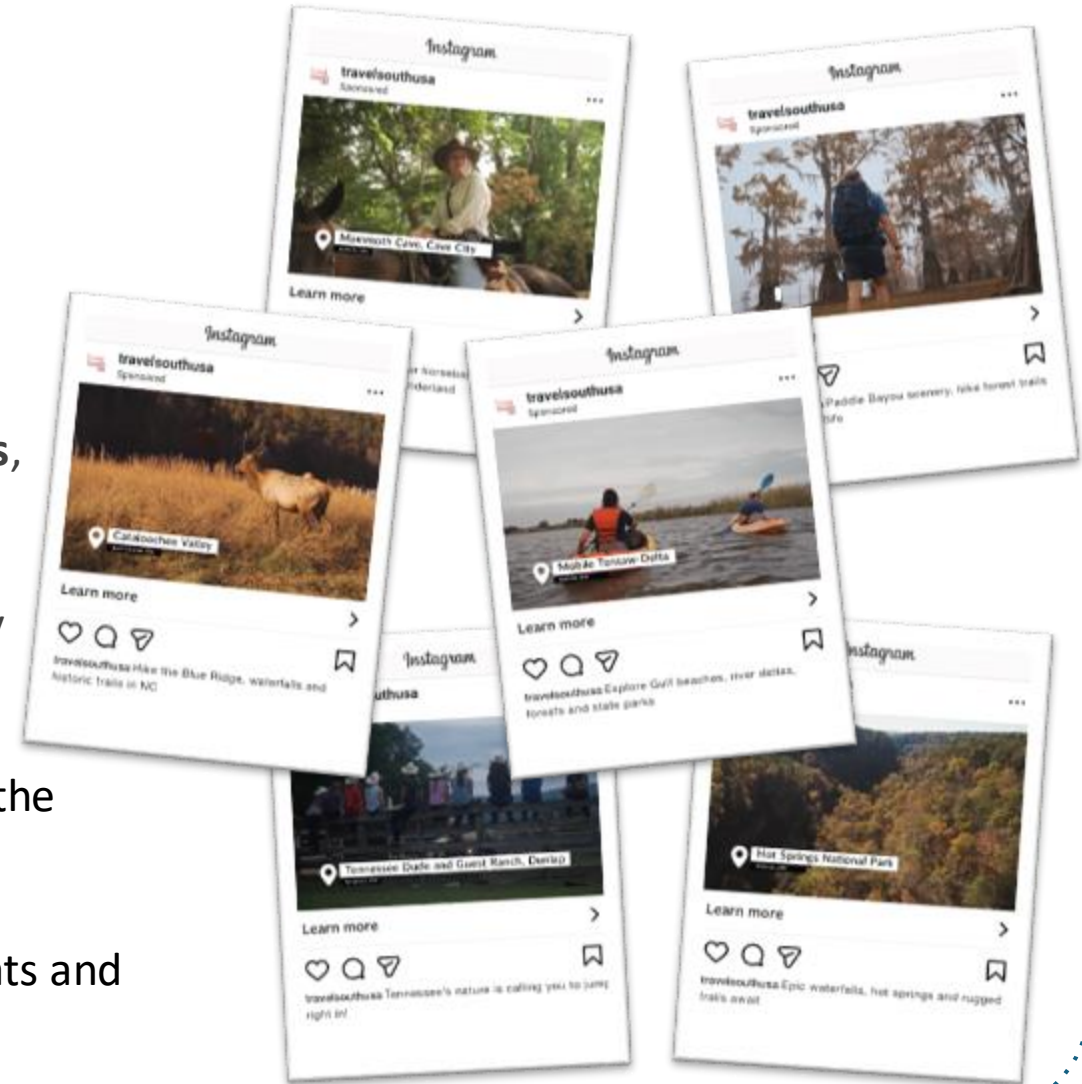 Instagram
travelsouthusa
Sponsored
Mammoth Cave, Cave City
Learn more
Instagram
travelsouthusa
Sponsored
Paddle Bayou scenery, hike forest trails
s,
Instagram
travelsouthusa
Sponsored
Cataloochee Valley
Learn more
travelsouthusa Hike the Blue Ridge, waterfalls and
historic trails in NC
Instagram
travelsouthusa
Sponsored
Mobile Tensaw-Delta
Learn more
travelsouthusa Explore Gulf beaches, river deltas,
forests and state parks
the
nts and
Instagram
uthusa
Tennessee Dude and Guest Ranch, Dunlap
Learn more
travelsouthusa Tennessee's nature is calling you to jump
right in!
nstagram
Hot Springs National Park
Learn more
travelsouthusa Epic waterfalls, hot springs and rugged
trails await